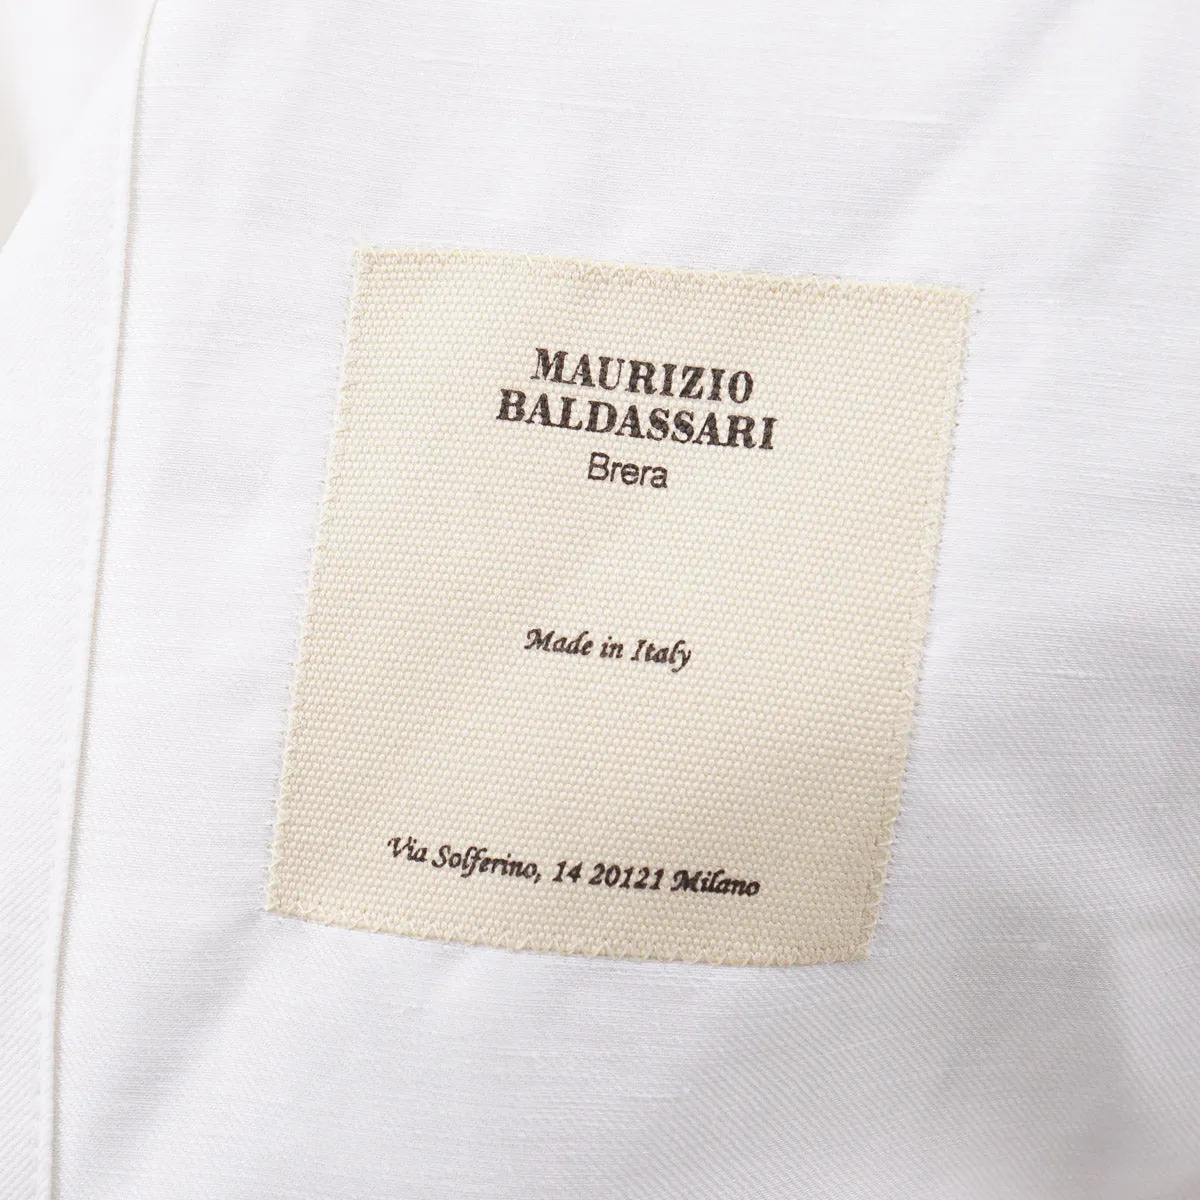 MAURIZIO
BALDASSARI
Brera
Made in Italy
Via Solferino, 14 20121 Milano